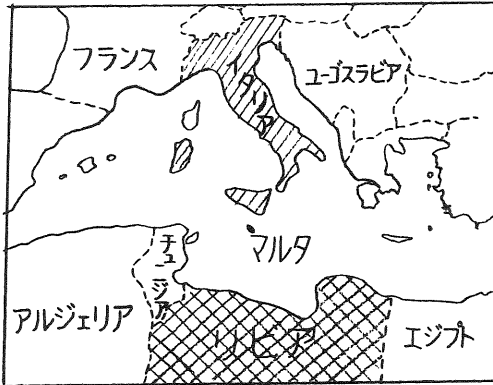 フランス
イタリア
ユーゴスラビア
マルタ
チュニジア
アルジェリア
リビア
エジプト